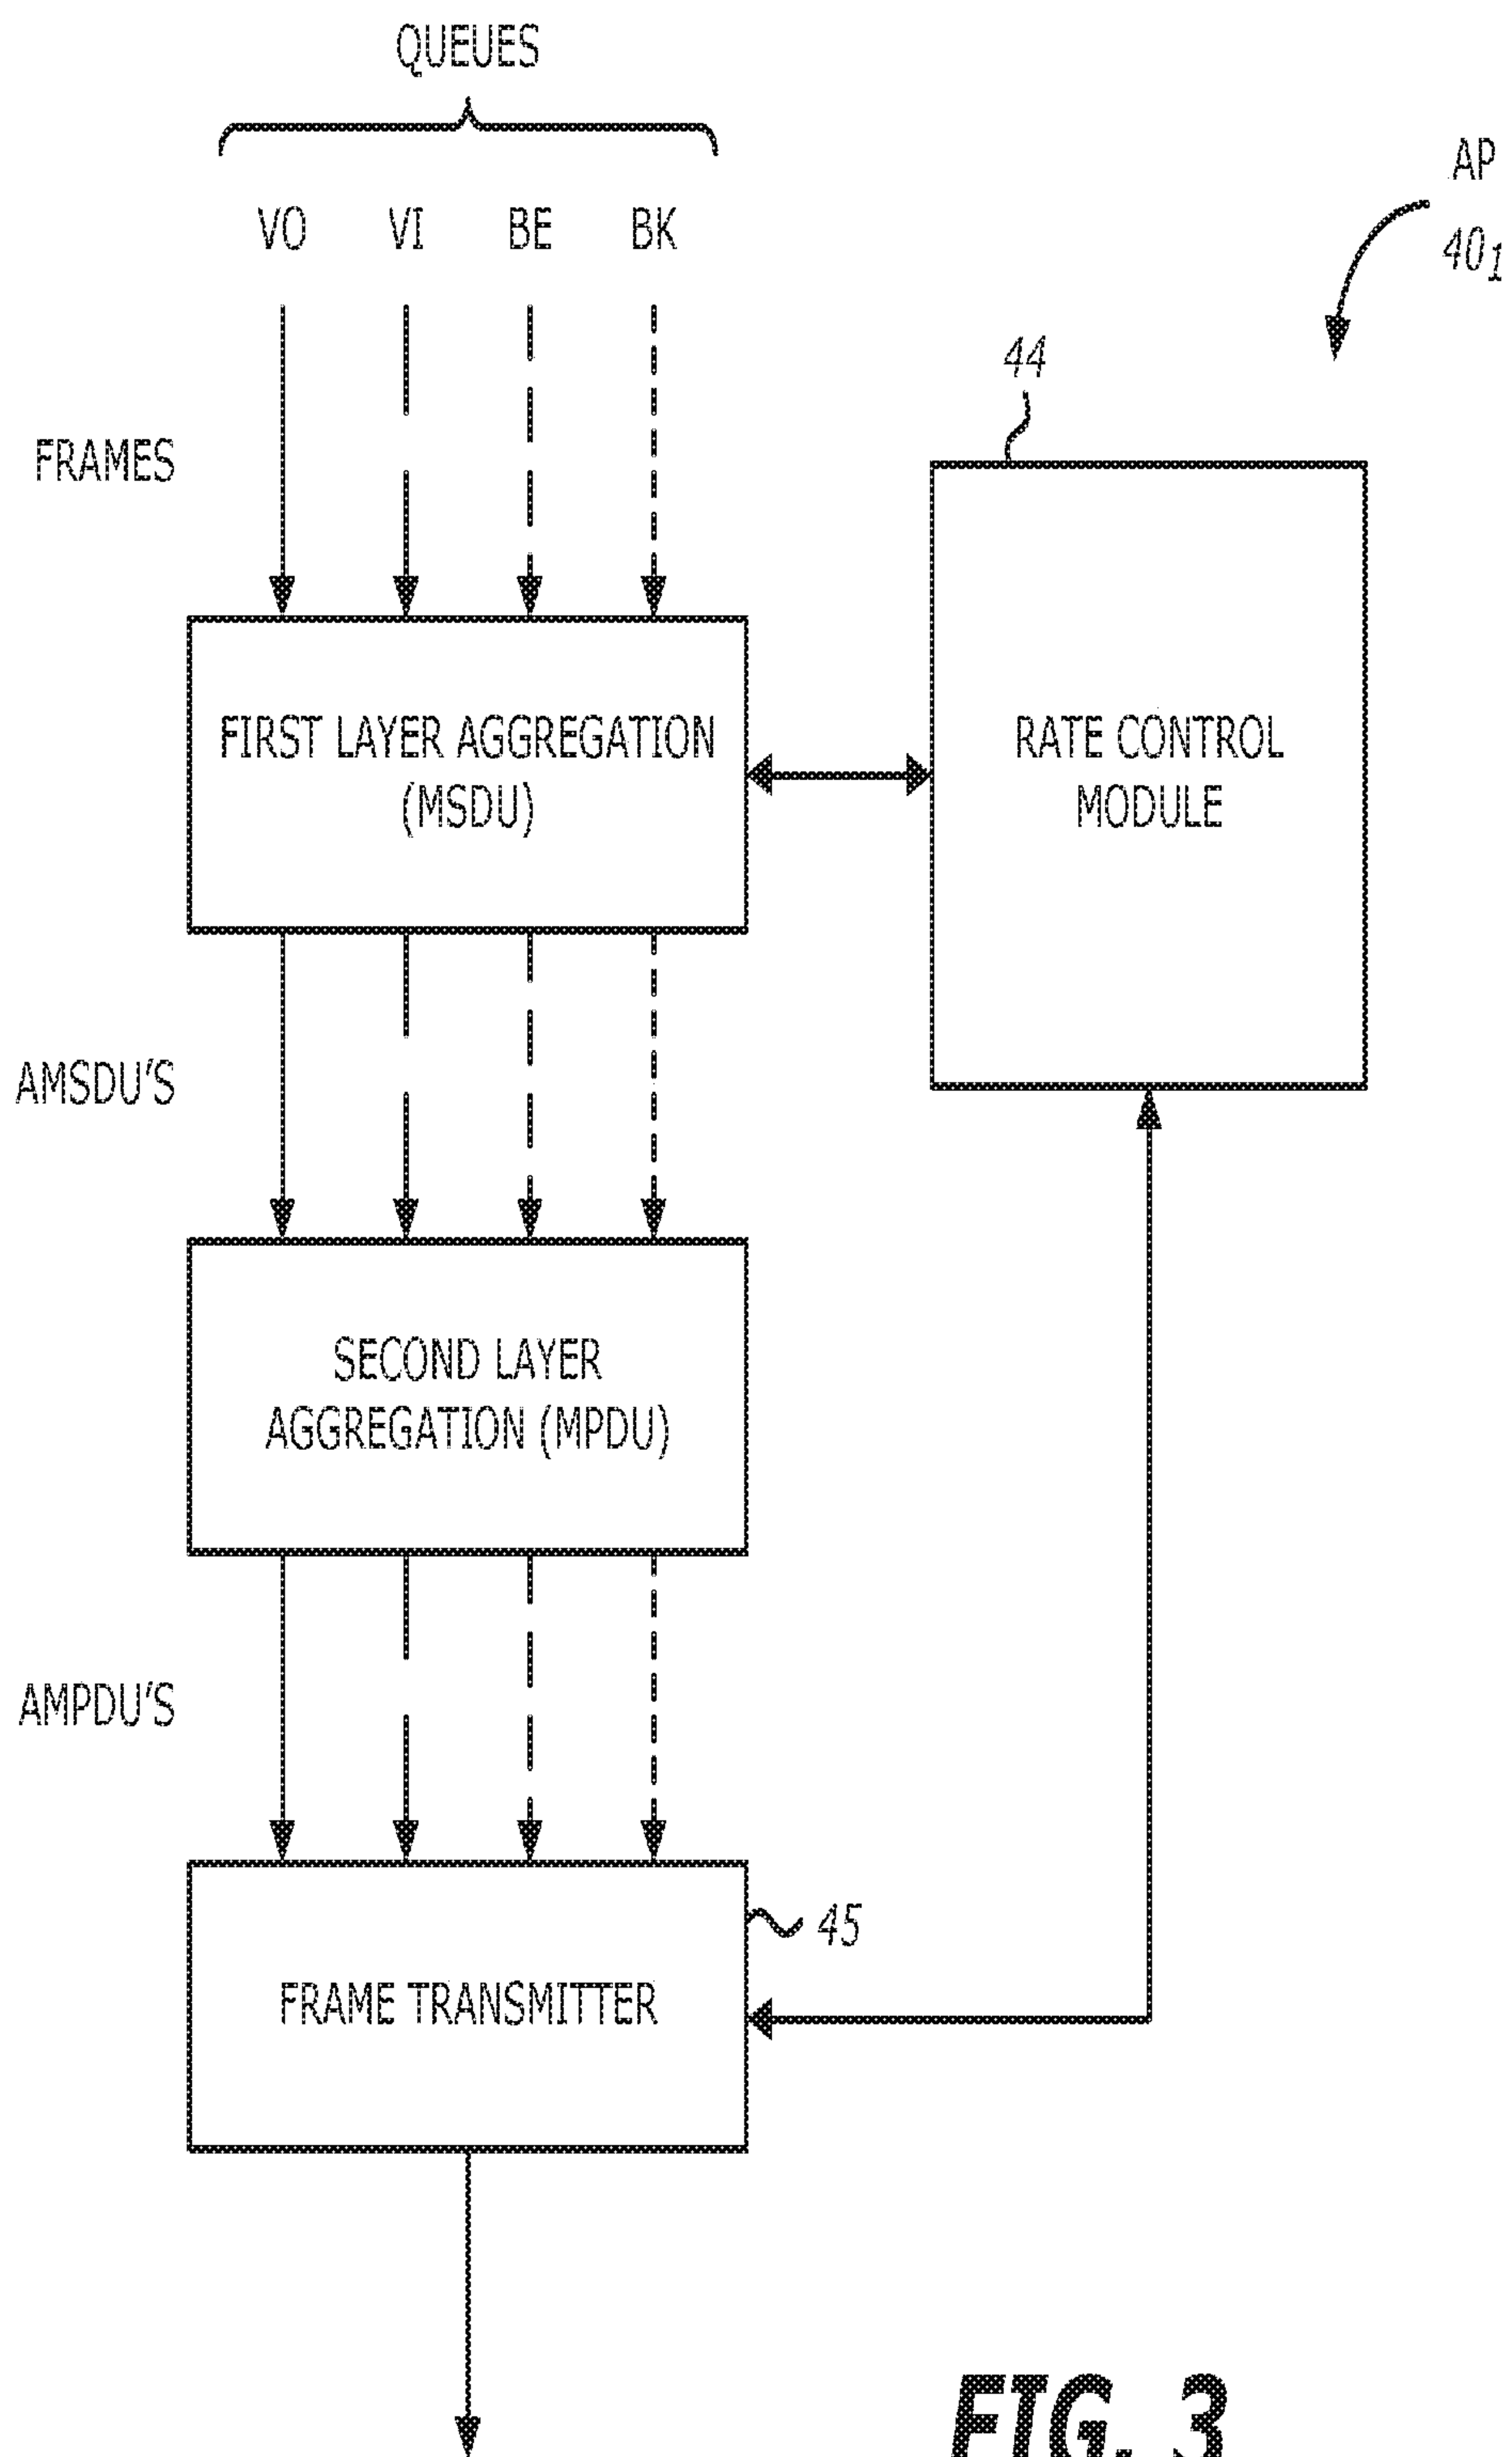 QUEUES
VO VI BE BK
AP
40₁
44
FRAMES
FIRST LAYER AGGREGATION
(MSDU)
RATE CONTROL
MODULE
AMSDU'S
SECOND LAYER
AGGREGATION (MPDU)
AMPDU'S
45
FRAME TRANSMITTER
FIG. 3